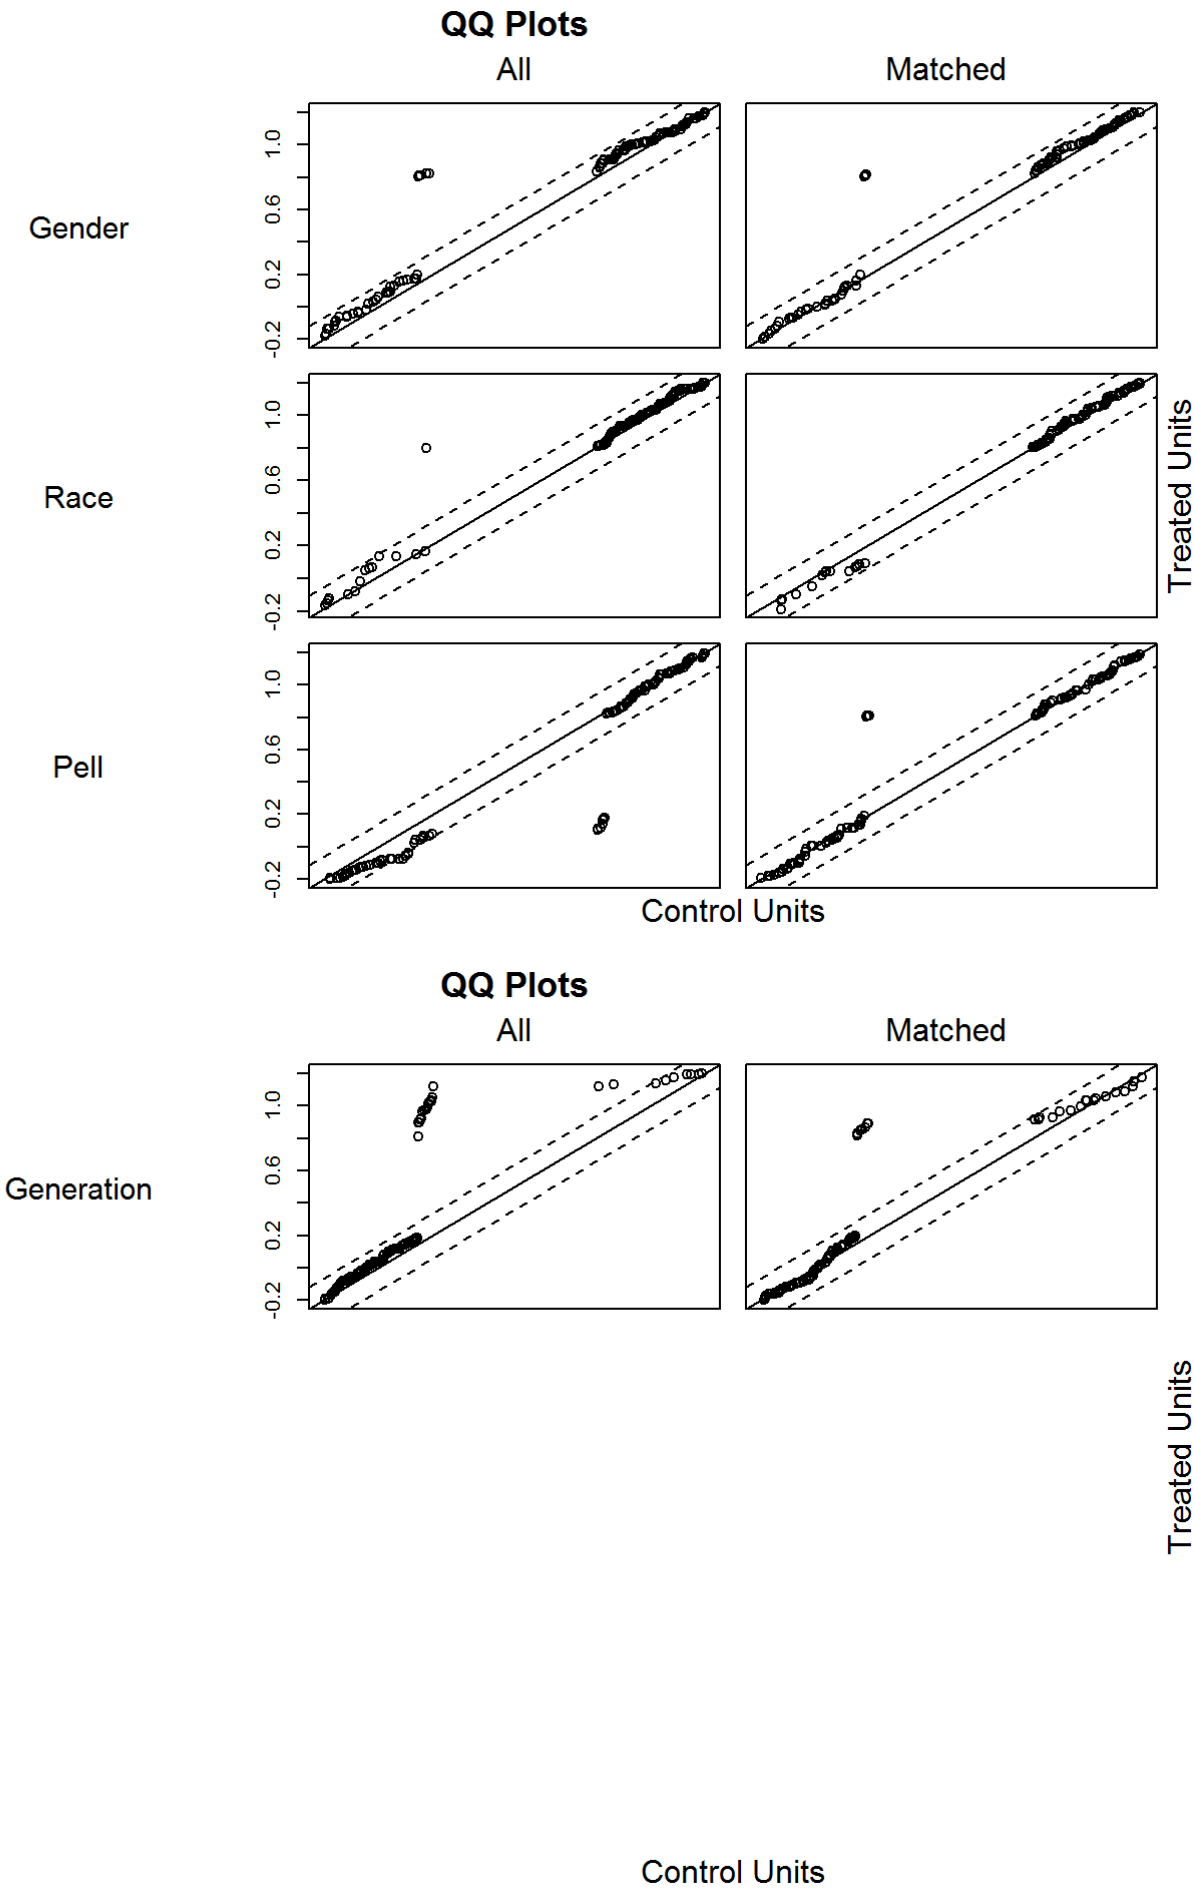 QQ Plots
All Matched
Gender
-0.2 0.2 0.6 1.0
Race
-0.2 0.2 0.6 1.0
Treated Units
Pell
-0.2 0.2 0.6 1.0
Control Units
QQ Plots
All Matched
Generation
-0.2 0.2 0.6 1.0
Treated Units
Control Units